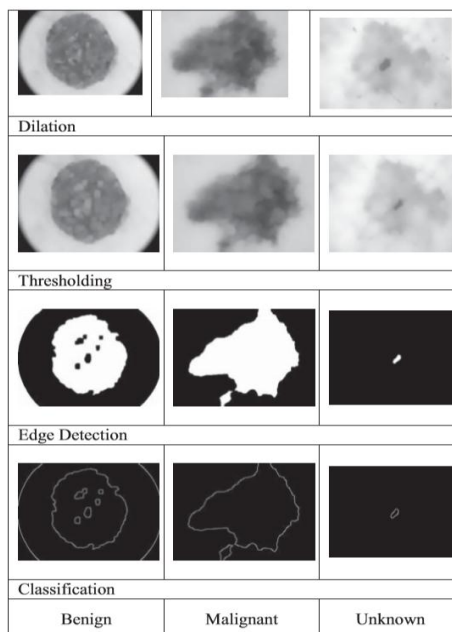 Dilation
Thresholding
Edge Detection
Classification
Benign Malignant Unknown